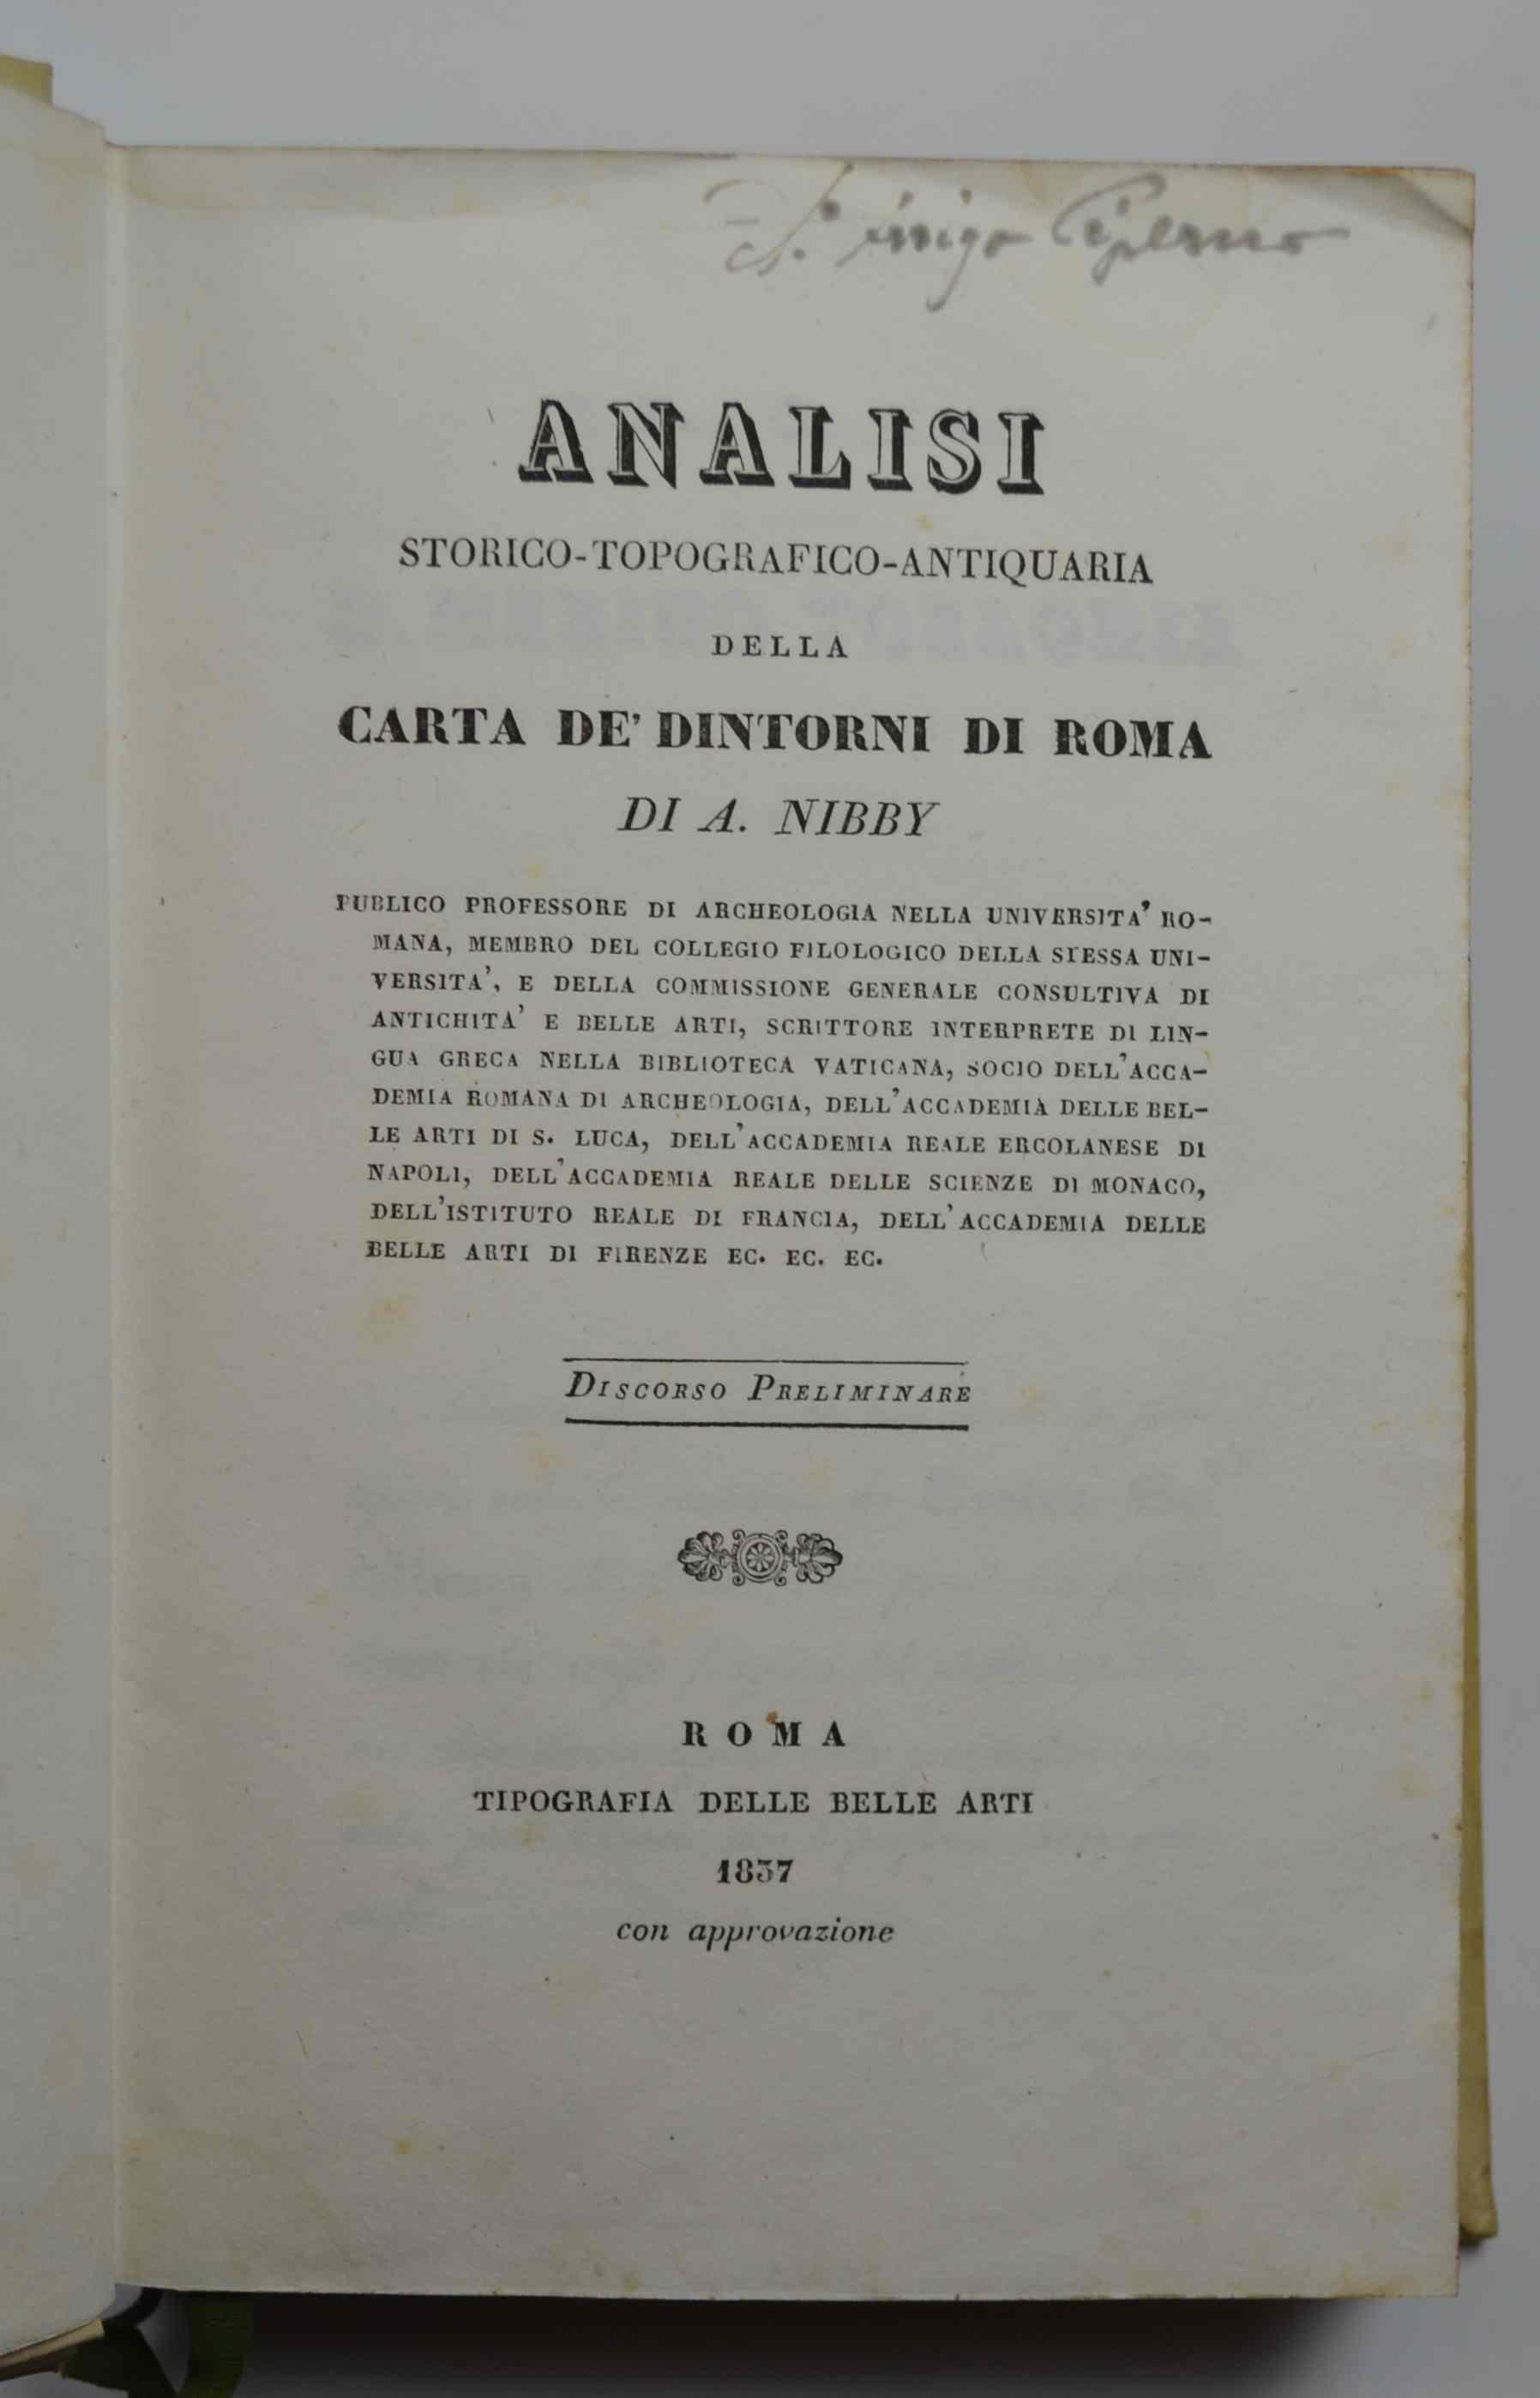 ANALISI
STORICO-TOPOGRAFICO-ANTIQUARIA
DELLA
CARTA DE' DINTORNI DI ROMA
DI A. NIBBY
PUBLICO PROFESSORE DI ARCHEOLOGIA NELLA UNIVERSITA' RO-
MANA, MEMBRO DEL COLLEGIO FILOLOGICO DELLA STESSA UNI-
VERSITA', E DELLA COMMISSIONE GENERALE CONSULTIVA DI
ANTICHITA' E BELLE ARTI, SCRITTORE INTERPRETE DI LIN-
GUA GRECA NELLA BIBLIOTECA VATICANA, SOCIO DELL'ACCA-
DEMIA ROMANA DI ARCHEOLOGIA, DELL'ACCADEMIA DELLE BEL-
LE ARTI DI S. LUCA, DELL'ACCADEMIA REALE ERCOLANESE DI
NAPOLI, DELL'ACCADEMIA REALE DELLE SCIENZE DI MONACO,
DELL'ISTITUTO REALE DI FRANCIA, DELL'ACCADEMIA DELLE
BELLE ARTI DI FIRENZE EC. EC. EC.
DISCORSO PRELIMINARE
ROMA
TIPOGRAFIA DELLE BELLE ARTI
1837
con approvazione